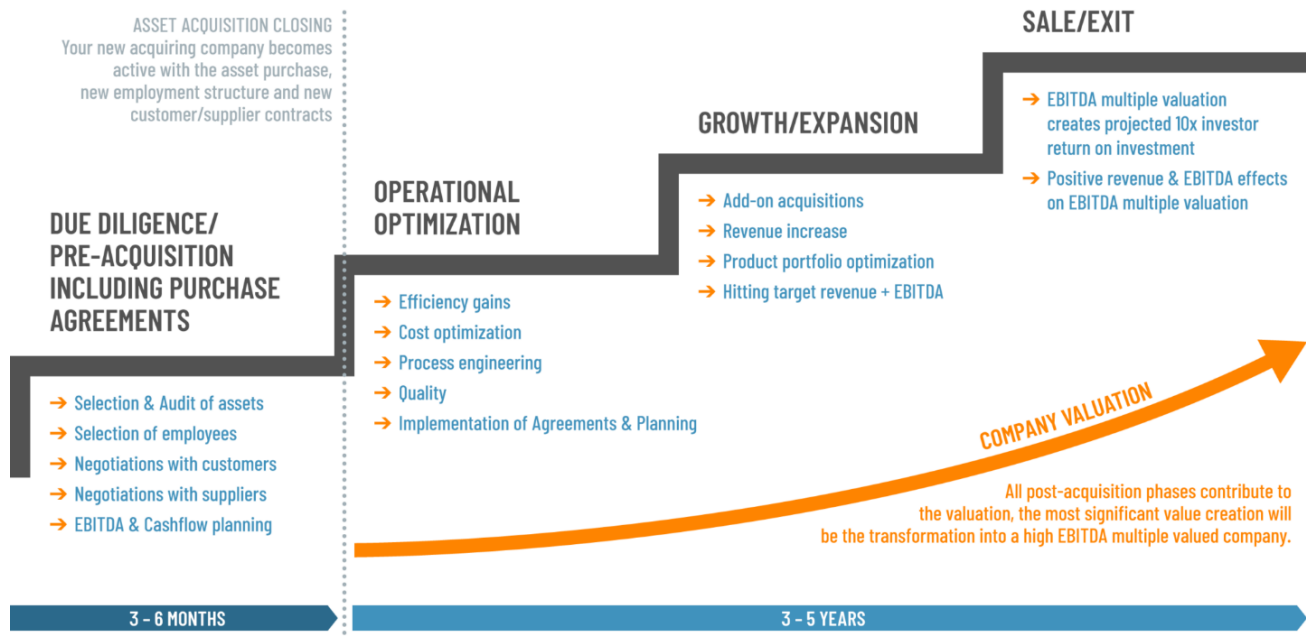 ASSET ACQUISITION CLOSING
Your new acquiring company becomes
active with the asset purchase,
new employment structure and new
customer/supplier contracts
DUE DILIGENCE/
PRE-ACQUISITION
INCLUDING PURCHASE
AGREEMENTS
Selection & Audit of assets
Selection of employees
Negotiations with customers
Negotiations with suppliers
EBITDA & Cashflow planning
OPERATIONAL
OPTIMIZATION
Efficiency gains
Cost optimization
Process engineering
Quality
Implementation of Agreements & Planning
GROWTH/EXPANSION
Add-on acquisitions
Revenue increase
Product portfolio optimization
Hitting target revenue + EBITDA
SALE/EXIT
EBITDA multiple valuation
creates projected 10x investor
return on investment
Positive revenue & EBITDA effects
on EBITDA multiple valuation
COMPANY VALUATION
All post-acquisition phases contribute to
the valuation, the most significant value creation will
be the transformation into a high EBITDA multiple valued company.
3 – 6 MONTHS
3 – 5 YEARS